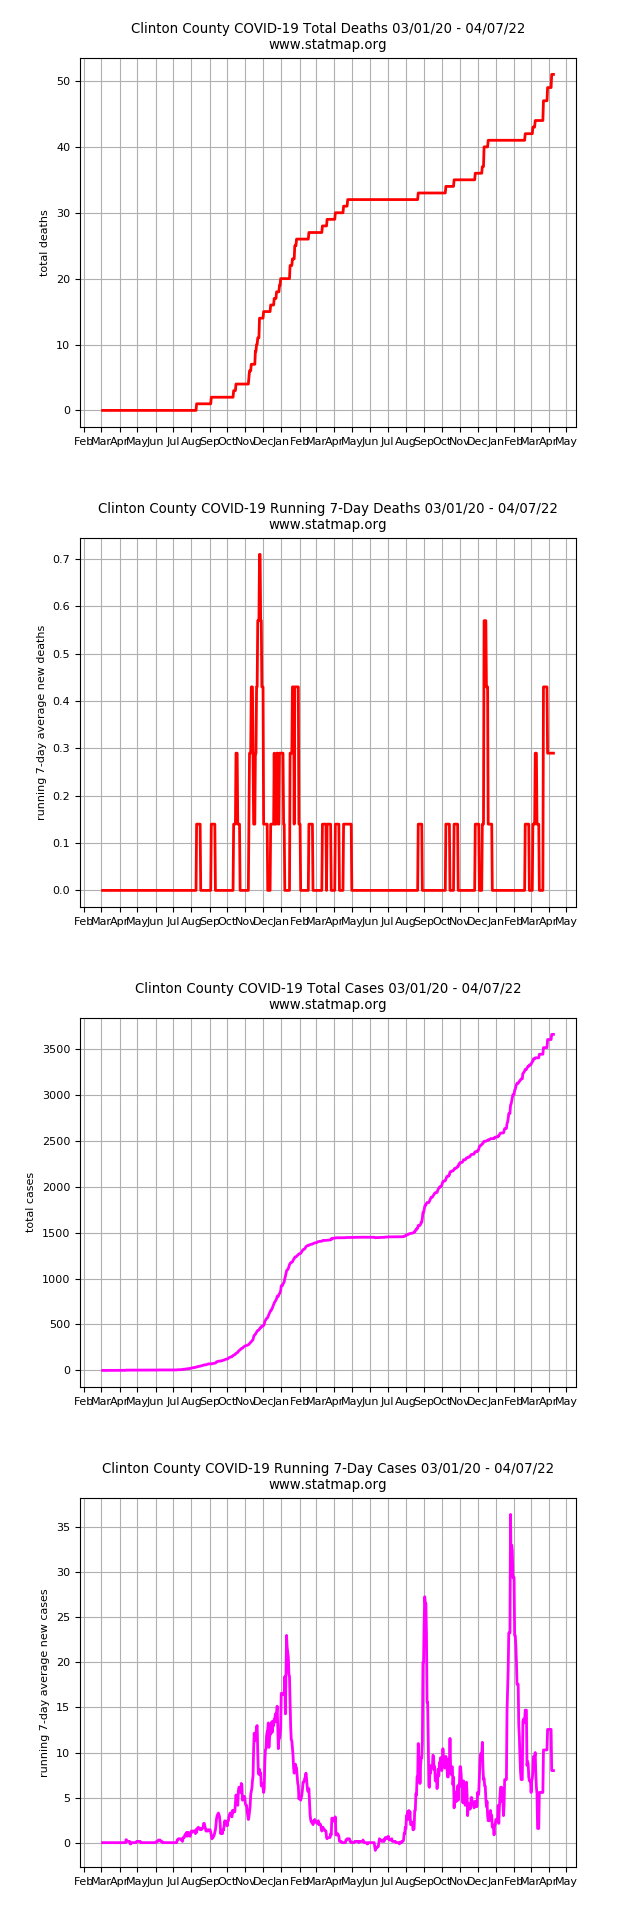 Clinton County COVID-19 Total Deaths 03/01/20 - 04/07/22
www.statmap.org
50
40
30
20
10
0
total deaths
Feb Mar Apr May Jun Jul Aug Sep Oct Nov Dec Jan Feb Mar Apr May Jun Jul Aug Sep Oct Nov Dec Jan Feb Mar Apr May
Clinton County COVID-19 Running 7-Day Deaths 03/01/20 - 04/07/22
www.statmap.org
0.7
0.6
0.5
0.4
0.3
0.2
0.1
0.0
running 7-day average new deaths
Feb Mar Apr May Jun Jul Aug Sep Oct Nov Dec Jan Feb Mar Apr May Jun Jul Aug Sep Oct Nov Dec Jan Feb Mar Apr May
Clinton County COVID-19 Total Cases 03/01/20 - 04/07/22
www.statmap.org
3500
3000
2500
2000
1500
1000
500
0
total cases
Feb Mar Apr May Jun Jul Aug Sep Oct Nov Dec Jan Feb Mar Apr May Jun Jul Aug Sep Oct Nov Dec Jan Feb Mar Apr May
Clinton County COVID-19 Running 7-Day Cases 03/01/20 - 04/07/22
www.statmap.org
35
30
25
20
15
10
5
0
running 7-day average new cases
Feb Mar Apr May Jun Jul Aug Sep Oct Nov Dec Jan Feb Mar Apr May Jun Jul Aug Sep Oct Nov Dec Jan Feb Mar Apr May